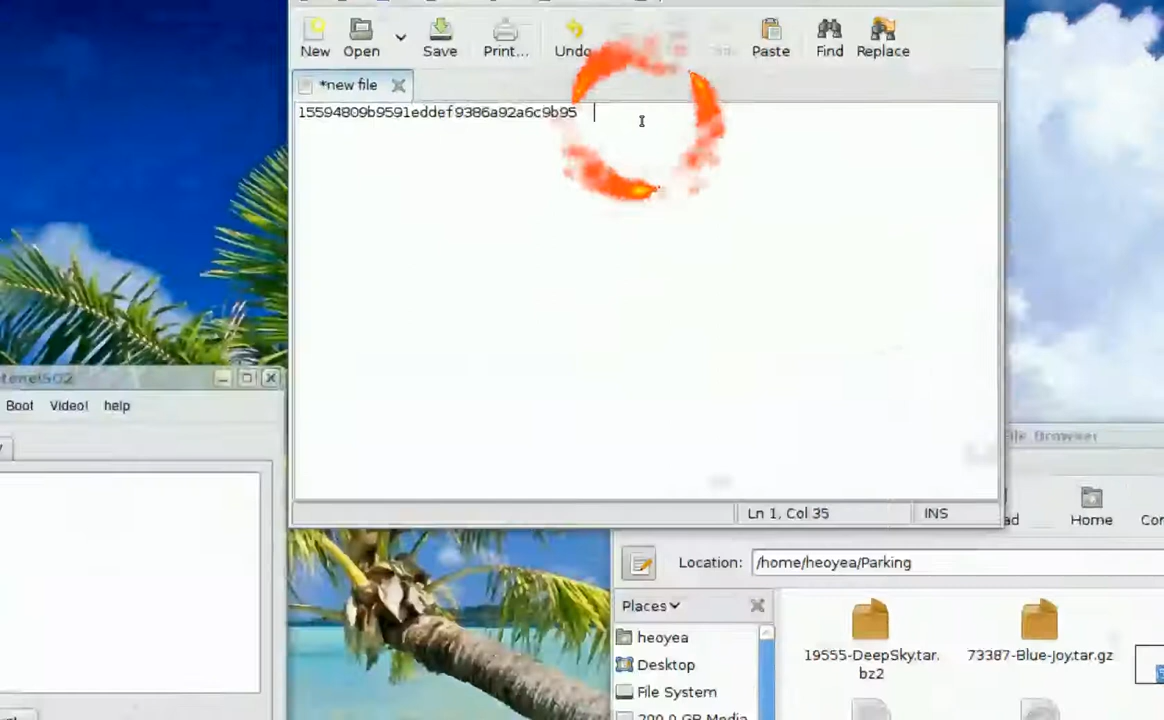 New Open Save Print... Undo Paste Find Replace
*new file
15594809b9591eddef9386a92a6c9b95
Boot Video! help
File Browser
Ln 1, Col 35 INS
Home
Location: /home/heoyea/Parking
Places
heoyea
Desktop
File System
19555-DeepSky.tar.
bz2
73387-Blue-Joy.tar.gz